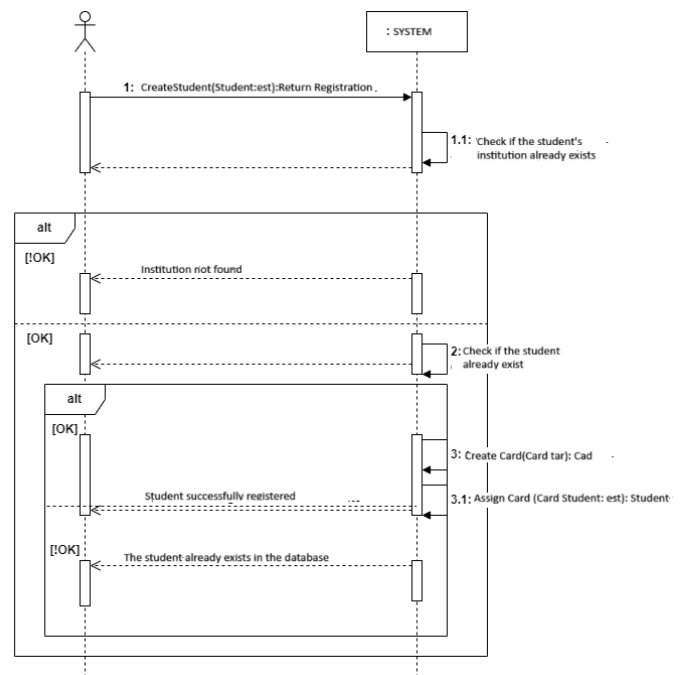 : SYSTEM
1: CreateStudent(Student:est):Return Registration .
1.1: 'Check if the student's
institution already exists
alt
[!OK]
Institution not found
[OK]
2: Check if the student
already exist
alt
[OK]
3: Create Card(Card tar): Cad
Student successfully registered
3.1: Assign Card (Card Student: est): Student
[!OK]
The student already exists in the database